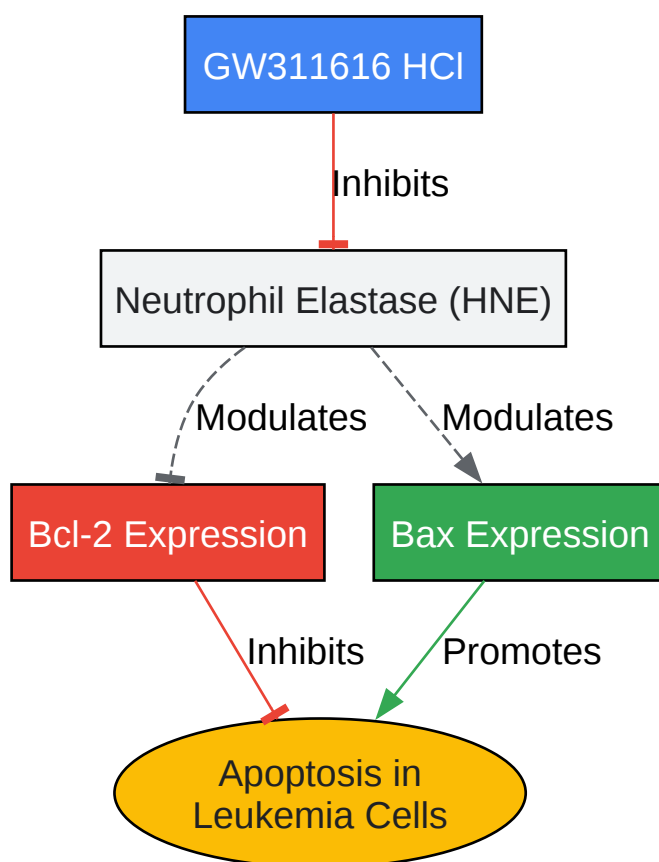 GW311616 HCl
Inhibits
Neutrophil Elastase (HNE)
Modulates
Modulates
Bcl-2 Expression
Bax Expression
Inhibits
Promotes
Apoptosis in
Leukemia Cells